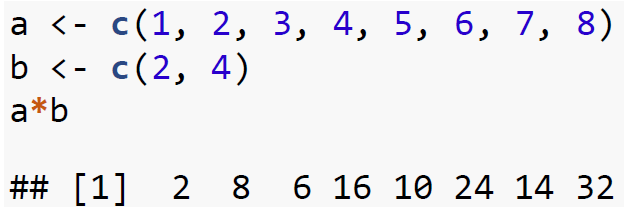 a <- c(1, 2, 3, 4, 5, 6, 7, 8)
b <- c(2, 4)
a*b
## [1]  2  8  6 16 10 24 14 32